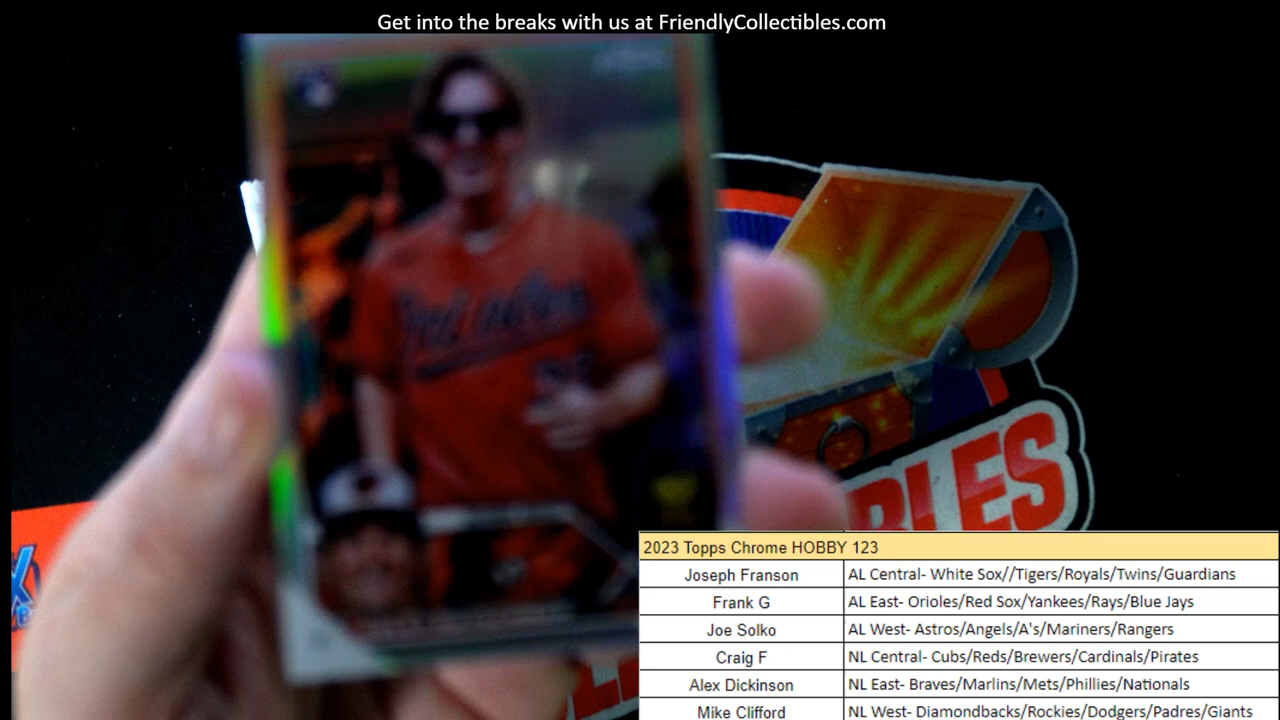 Get into the breaks with us at FriendlyCollectibles.com
Orioles
BLES
2023 Topps Chrome HOBBY 123
Joseph Franson AL Central- White Sox//Tigers/Royals/Twins/Guardians
Frank G AL East- Orioles/Red Sox/Yankees/Rays/Blue Jays
Joe Solko AL West- Astros/Angels/A's/Mariners/Rangers
Craig F NL Central- Cubs/Reds/Brewers/Cardinals/Pirates
Alex Dickinson NL East- Braves/Marlins/Mets/Phillies/Nationals
Mike Clifford NL West- Diamondbacks/Rockies/Dodgers/Padres/Giants